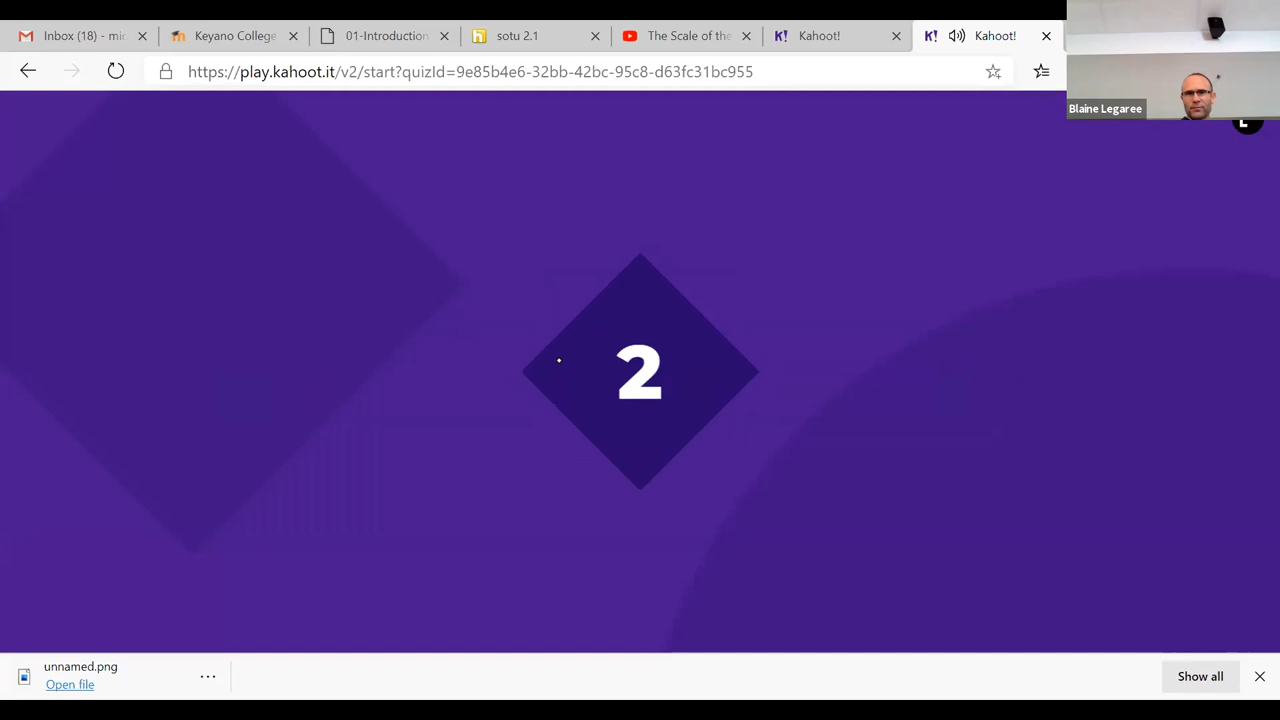 Inbox (18) - mic
Keyano College
01-Introduction
sotu 2.1
The Scale of the
K! Kahoot!
K! Kahoot!
https://play.kahoot.it/v2/start?quizId=9e85b4e6-32bb-42bc-95c8-d63fc31bc955
Blaine Legaree
2
unnamed.png
Open file
Show all